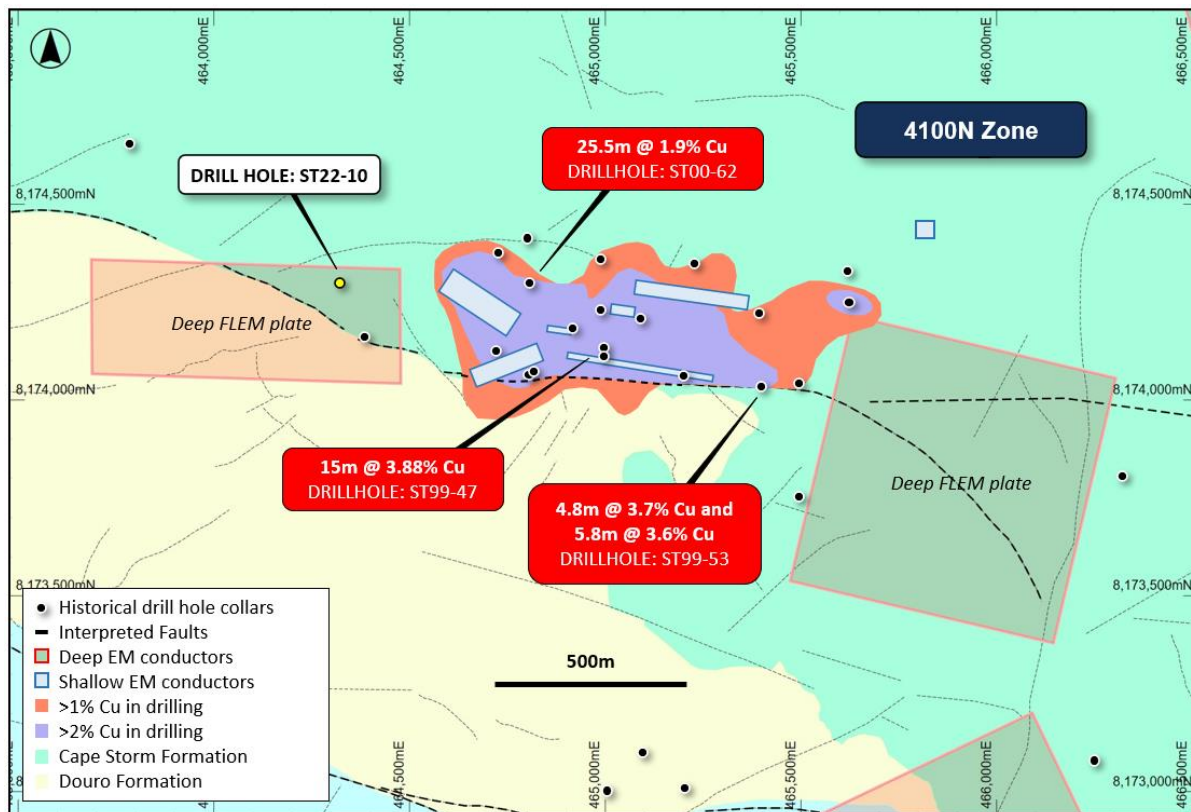 464,000mE
464,500mE
465,000mE
465,500mE
466,000mE
466,500mE
4100N Zone
25.5m @ 1.9% Cu
DRILLHOLE: ST00-62
DRILL HOLE: ST22-10
8,174,500mN
8,174,500mN
Deep FLEM plate
8,174,000mN
8,174,000mN
15m @ 3.88% Cu
DRILLHOLE: ST99-47
4.8m @ 3.7% Cu and
5.8m @ 3.6% Cu
DRILLHOLE: ST99-53
Deep FLEM plate
8,173,500mN
8,173,500mN
Historical drill hole collars
Interpreted Faults
Deep EM conductors
Shallow EM conductors
>1% Cu in drilling
>2% Cu in drilling
Cape Storm Formation
Douro Formation
500m
464,500mE
465,000mE
465,500mE
466,000mE
8,173,000mN